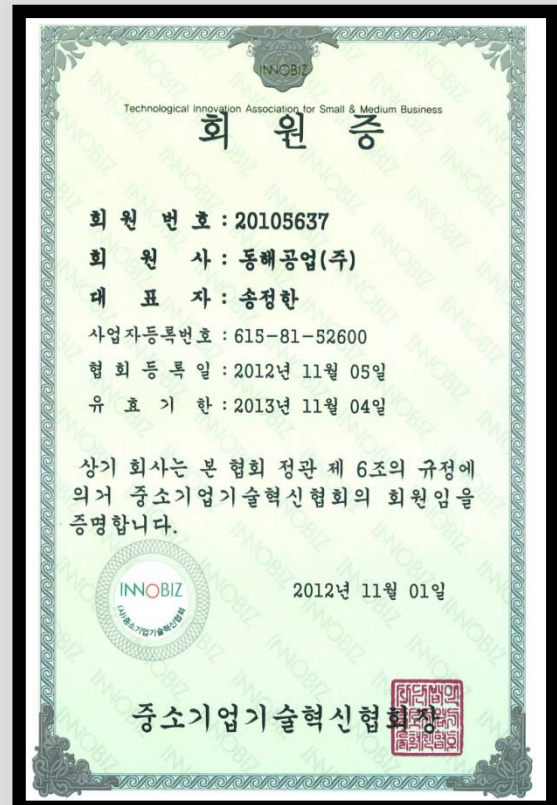 INNOBIZ
Technological Innovation Association for Small & Medium Business
회 원 증
회 원 번 호 : 20105637
회 원 사 : 동해공업(주)
대 표 자 : 송정한
사업자등록번호 : 615-81-52600
협 회 등 록 일 : 2012년 11월 05일
유 효 기 한 : 2013년 11월 04일
상기 회사는 본 협회 정관 제 6조의 규정에
의거 중소기업기술혁신협회의 회원임을
증명합니다.
INNOBIZ
(사)중소기업기술혁신협회
2012년 11월 01일
중소기업기술혁신협회장